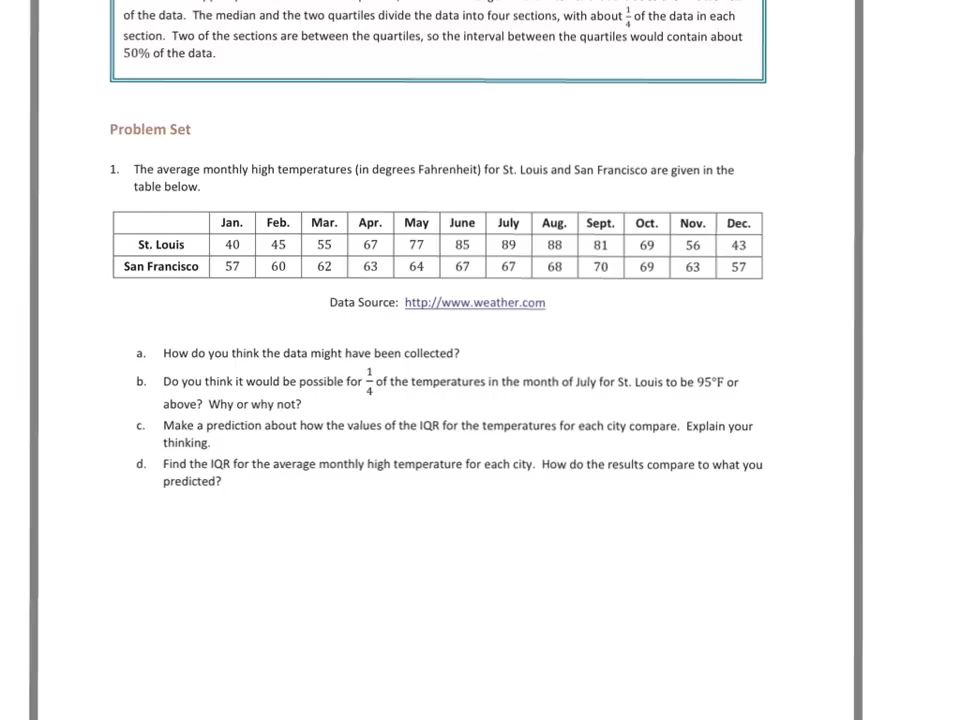 of the data. The median and the two quartiles divide the data into four sections, with about 1/4 of the data in each
section. Two of the sections are between the quartiles, so the interval between the quartiles would contain about
50% of the data.
Problem Set
1. The average monthly high temperatures (in degrees Fahrenheit) for St. Louis and San Francisco are given in the
table below.
Jan. Feb. Mar. Apr. May June July Aug. Sept. Oct. Nov. Dec.
St. Louis 40 45 55 67 77 85 89 88 81 69 56 43
San Francisco 57 60 62 63 64 67 67 68 70 69 63 57
Data Source: http://www.weather.com
a. How do you think the data might have been collected?
b. Do you think it would be possible for 1/4 of the temperatures in the month of July for St. Louis to be 95°F or
above? Why or why not?
c. Make a prediction about how the values of the IQR for the temperatures for each city compare. Explain your
thinking.
d. Find the IQR for the average monthly high temperature for each city. How do the results compare to what you
predicted?